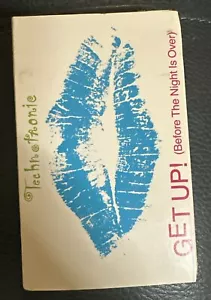 Technotronic
GET UP! (Before The Night Is Over)